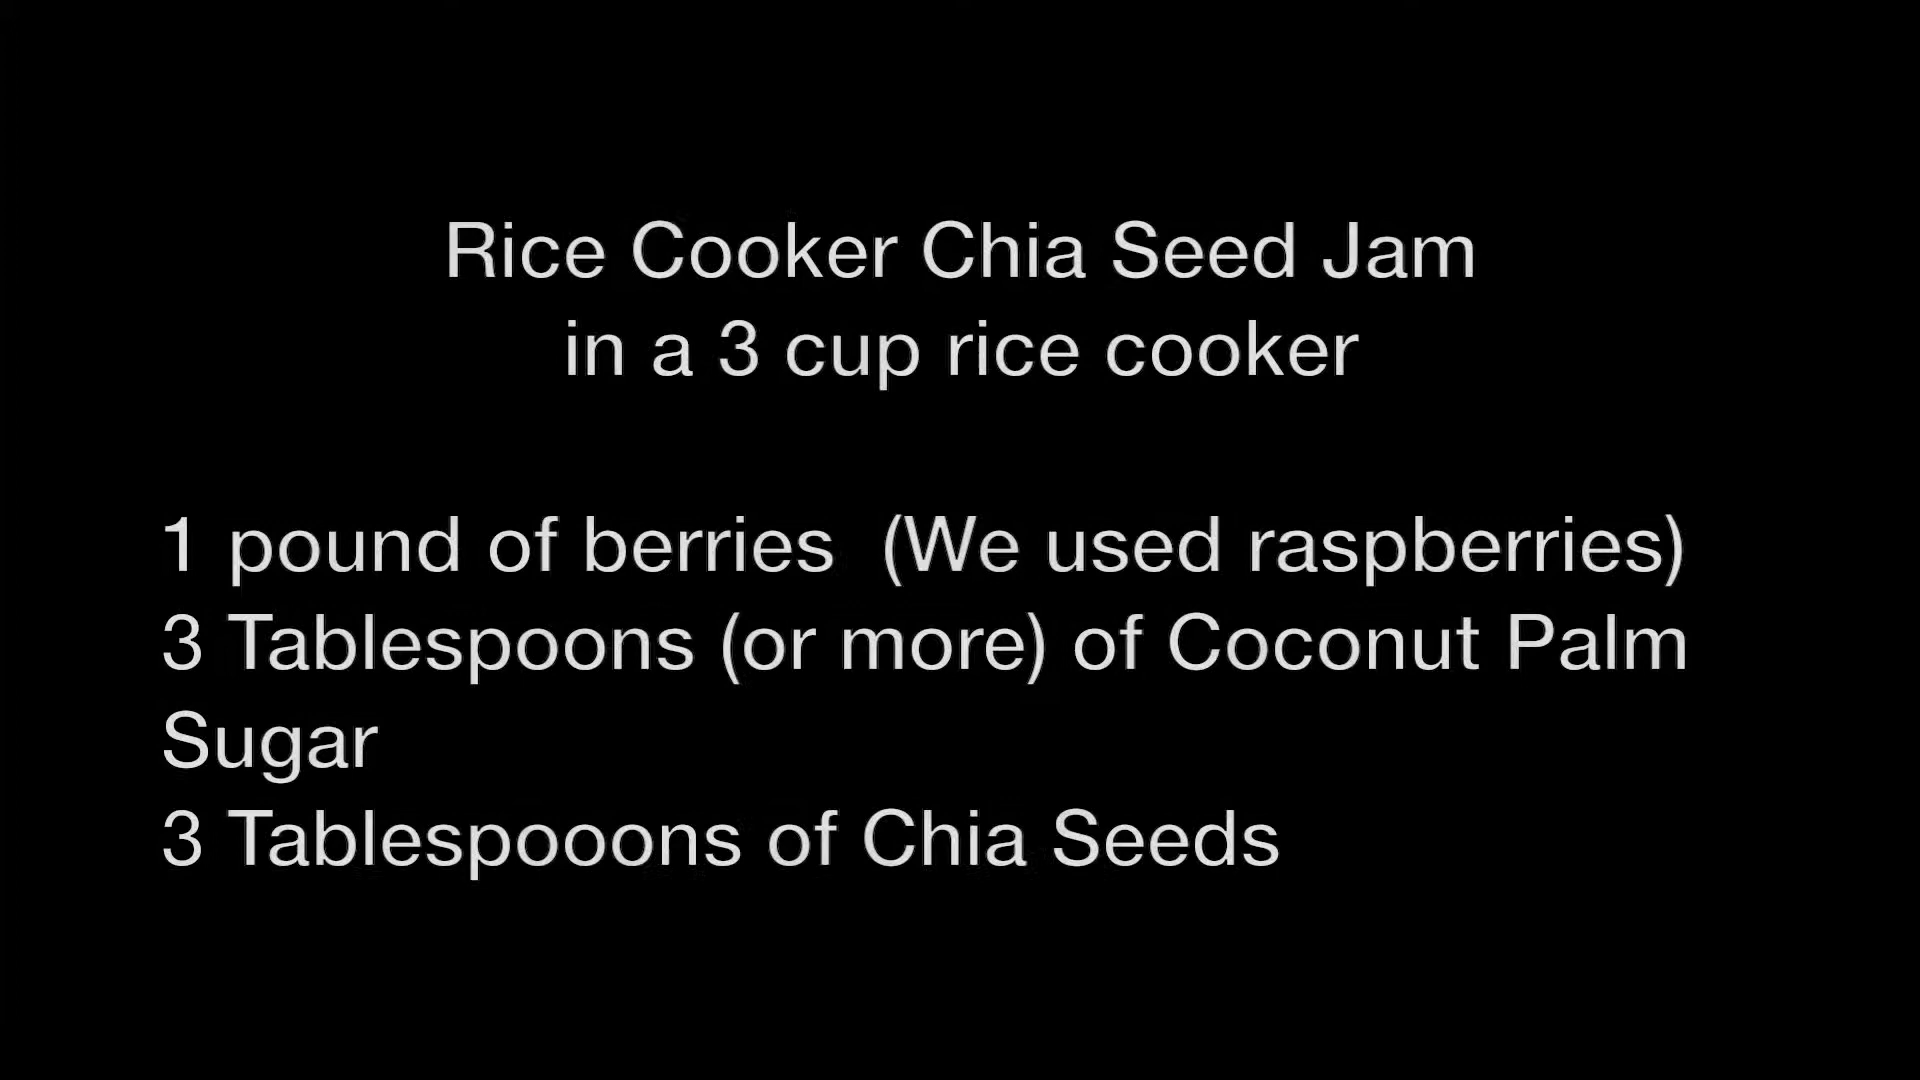 Rice Cooker Chia Seed Jam
in a 3 cup rice cooker
1 pound of berries  (We used raspberries)
3 Tablespoons (or more) of Coconut Palm
Sugar
3 Tablespooons of Chia Seeds